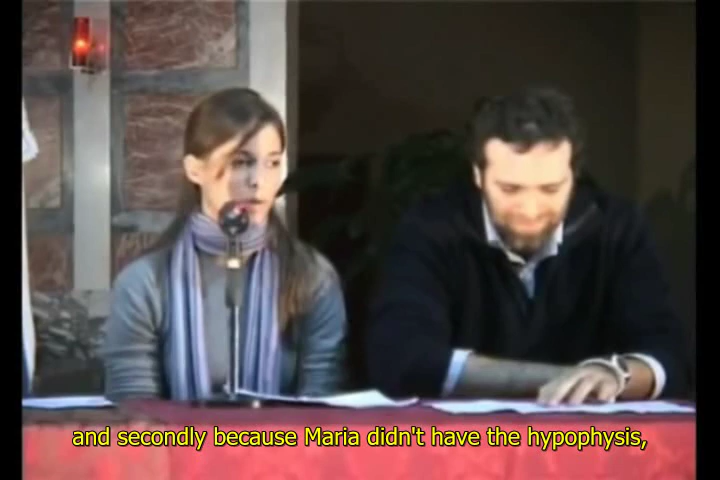 and secondly because Maria didn't have the hypophysis,